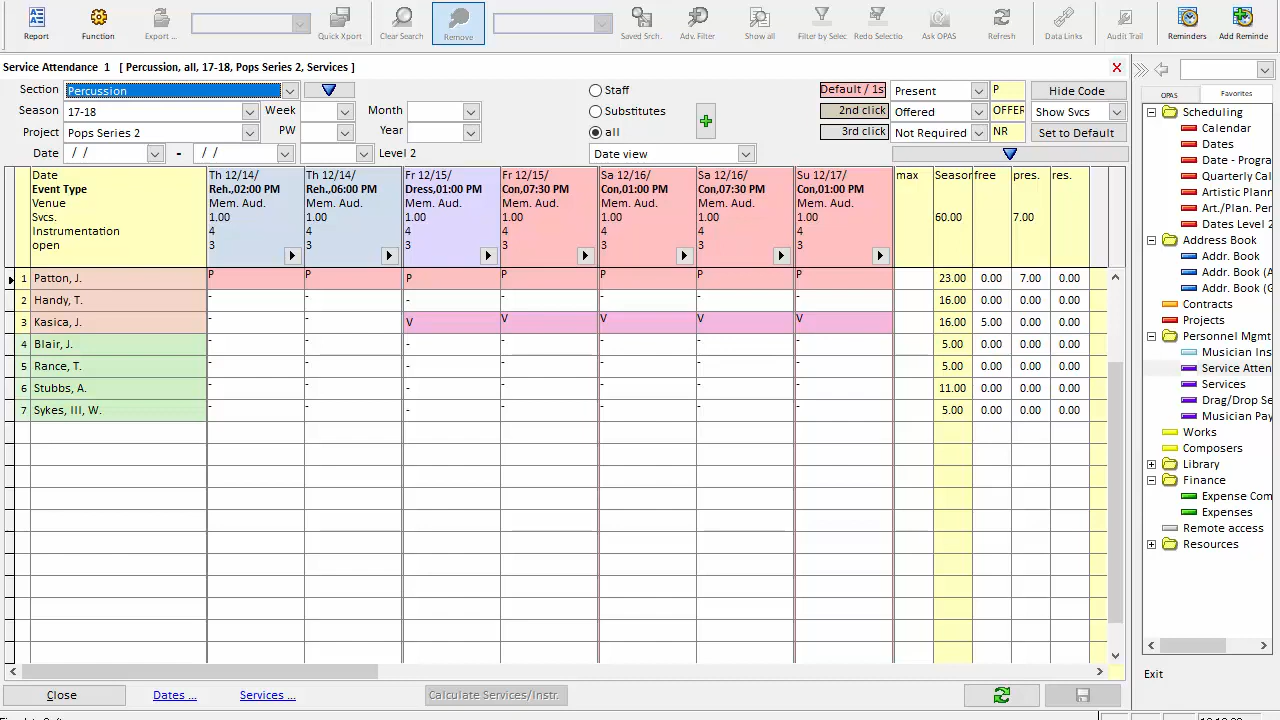 Report Function Export ... Quick Xport Clear Search Remove Saved Srch. Adv. Filter Show all Filter by Selec Redo Selectio Ask OPAS Refresh Data Links Audit Trail Reminders Add Reminde
Service Attendance 1 [ Percussion, all, 17-18, Pops Series 2, Services ]
Section Percussion Staff Default / 1s Present P Hide Code
Season 17-18 Week Month Substitutes 2nd click Offered OFFER Show Svcs
Project Pops Series 2 PW Year all 3rd click Not Required NR Set to Default
Date / / - / / Level 2 Date view
OPAS Favorites
Date Th 12/14/ Th 12/14/ Fr 12/15/ Fr 12/15/ Sa 12/16/ Sa 12/16/ Su 12/17/ max Seasor free pres. res.
Event Type Reh.,02:00 PM Reh.,06:00 PM Dress,01:00 PM Con,07:30 PM Con,01:00 PM Con,07:30 PM Con,01:00 PM
Venue Mem. Aud. Mem. Aud. Mem. Aud. Mem. Aud. Mem. Aud. Mem. Aud. Mem. Aud.
Svcs. 1.00 1.00 1.00 1.00 1.00 1.00 1.00 60.00 7.00
Instrumentation 4 4 4 4 4 4 4
open 3 3 3 3 3 3 3
1 Patton, J. P P P P P P P 23.00 0.00 7.00 0.00
2 Handy, T. - - - - - - - 16.00 0.00 0.00 0.00
3 Kasica, J. - - V V V V V 16.00 5.00 0.00 0.00
4 Blair, J. - - - - - - - 5.00 0.00 0.00 0.00
5 Rance, T. - - - - - - - 5.00 0.00 0.00 0.00
6 Stubbs, A. - - - - - - - 11.00 0.00 0.00 0.00
7 Sykes, III, W. - - - - - - - 5.00 0.00 0.00 0.00
Scheduling
Calendar
Dates
Date - Progra
Quarterly Cal
Artistic Plann
Art./Plan. Per
Dates Level 2
Address Book
Addr. Book
Addr. Book (A
Addr. Book (G
Contracts
Projects
Personnel Mgmt
Musician Ins
Service Atten
Services
Drag/Drop Se
Musician Pay
Works
Composers
Library
Finance
Expense Com
Expenses
Remote access
Resources
Exit
Close Dates ... Services ... Calculate Services/Instr.